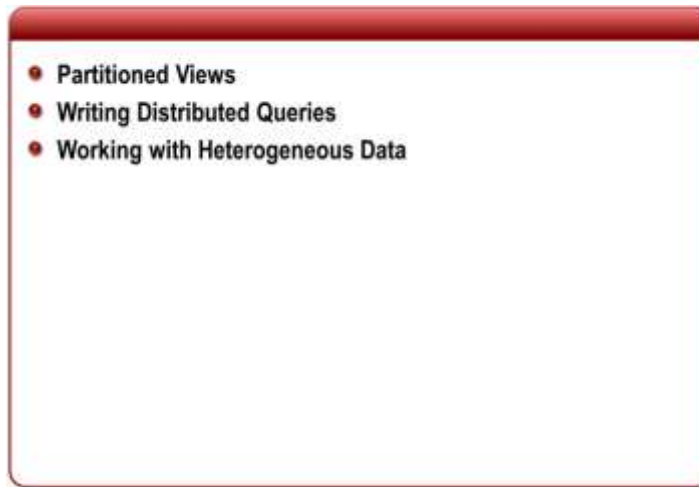 Partitioned Views
Writing Distributed Queries
Working with Heterogeneous Data